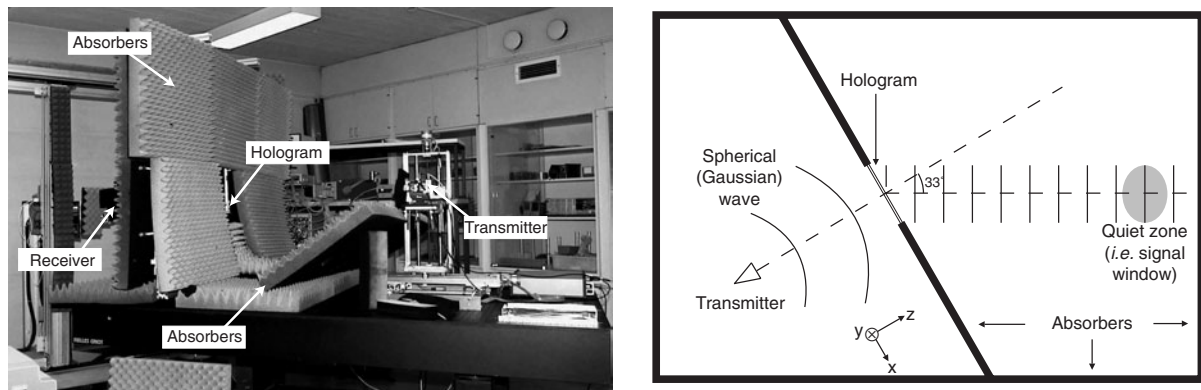 Absorbers
Hologram
Transmitter
Receiver
Absorbers
Hologram
Spherical
(Gaussian)
wave
33°
Quiet zone
(i.e. signal
window)
Transmitter
Absorbers
y
z
x